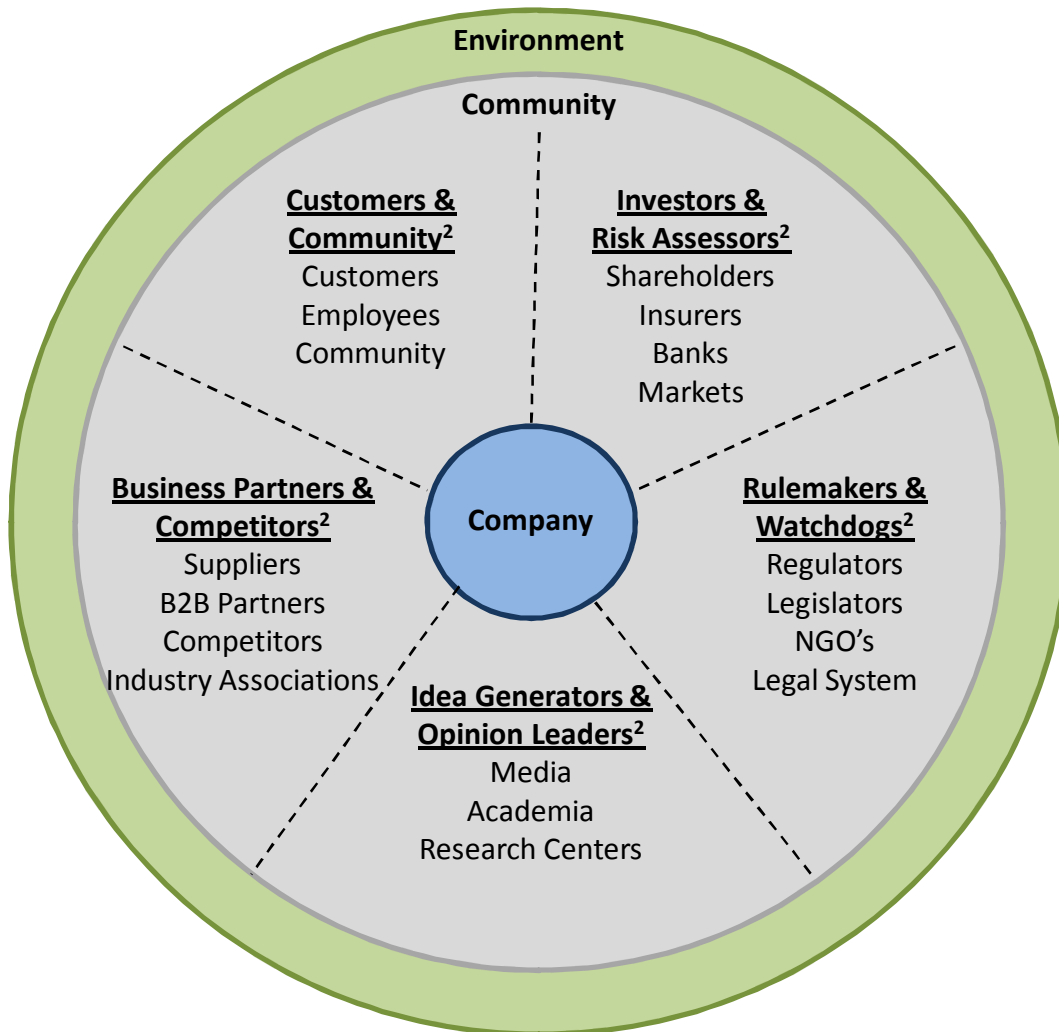 Environment
Community
Customers &
Community²
Customers
Employees
Community
Investors &
Risk Assessors²
Shareholders
Insurers
Banks
Markets
Business Partners &
Competitors²
Suppliers
B2B Partners
Competitors
Industry Associations
Company
Rulemakers &
Watchdogs²
Regulators
Legislators
NGO’s
Legal System
Idea Generators &
Opinion Leaders²
Media
Academia
Research Centers